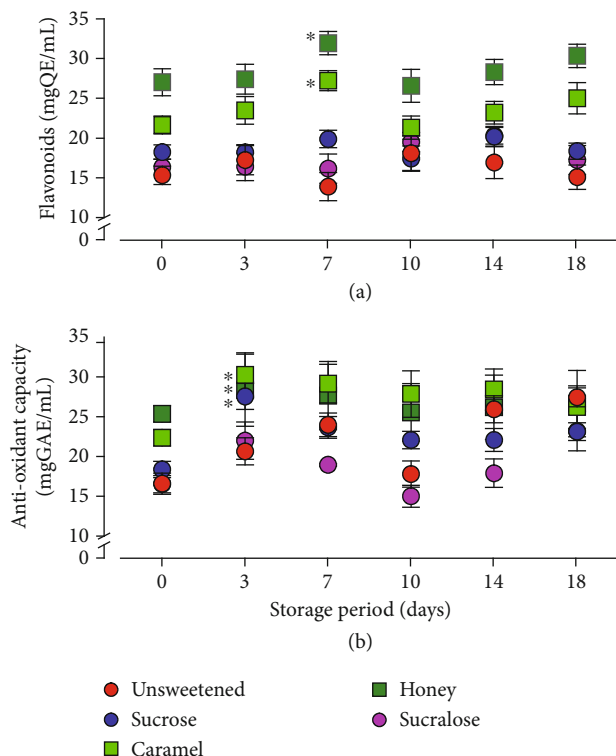 35
30
25
20
15
10
0
Flavonoids (mgQE/mL)
*
*
0 3 7 10 14 18
(a)
35
30
25
20
15
10
0
Anti-oxidant capacity
(mgGAE/mL)
*
*
*
0 3 7 10 14 18
Storage period (days)
(b)
Unsweetened
Sucrose
Caramel
Honey
Sucralose